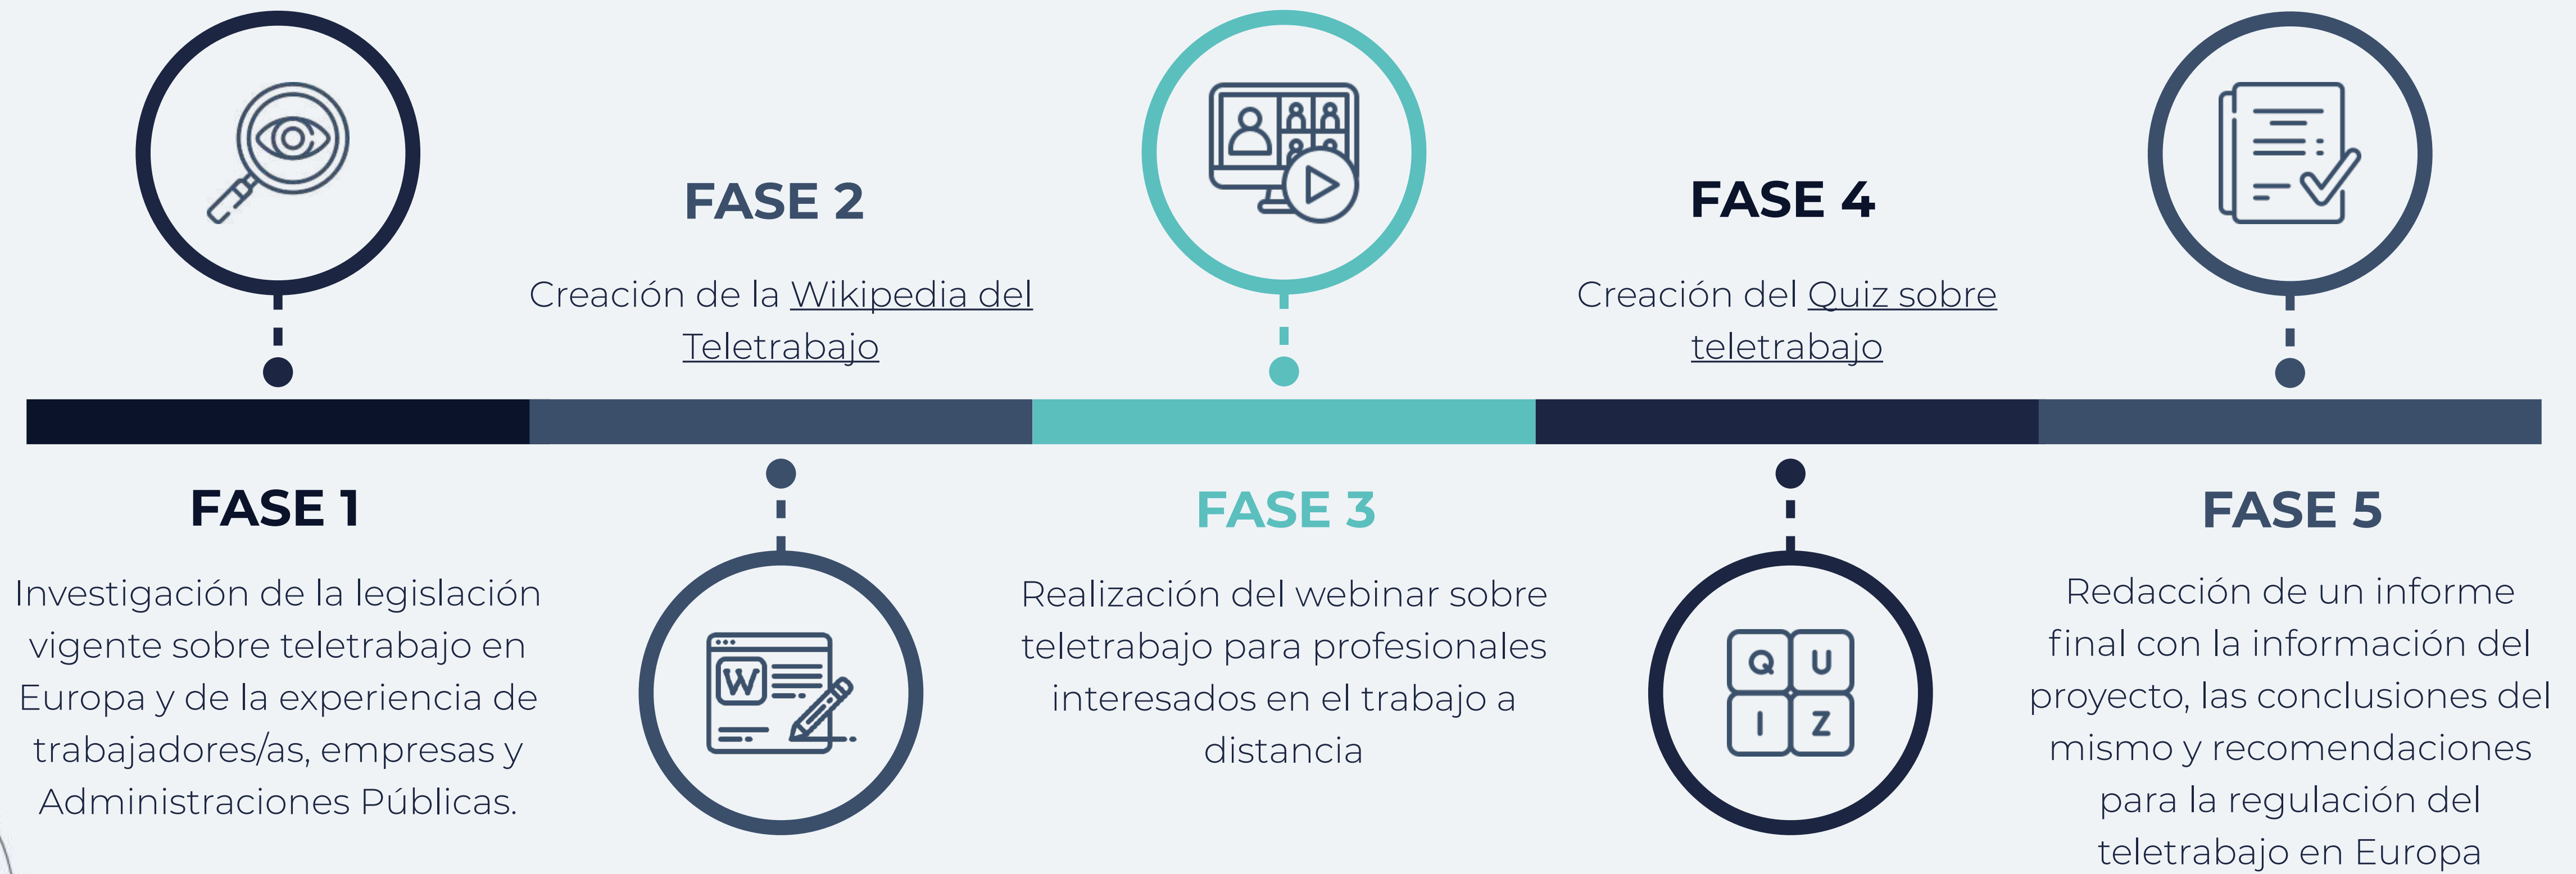 FASE 1
Investigación de la legislación
vigente sobre teletrabajo en
Europa y de la experiencia de
trabajadores/as, empresas y
Administraciones Públicas.
FASE 2
Creación de la Wikipedia del
Teletrabajo
W
FASE 3
Realización del webinar sobre
teletrabajo para profesionales
interesados en el trabajo a
distancia
FASE 4
Creación del Quiz sobre
teletrabajo
Q U
I Z
FASE 5
Redacción de un informe
final con la información del
proyecto, las conclusiones del
mismo y recomendaciones
para la regulación del
teletrabajo en Europa